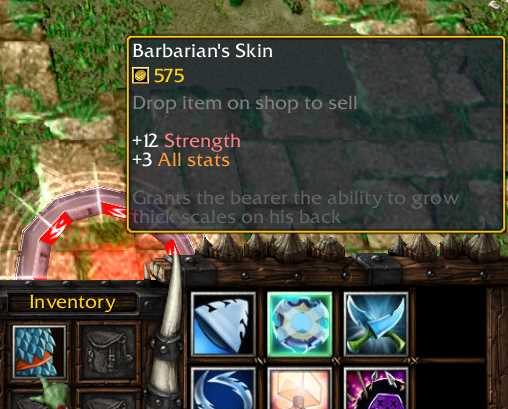 Barbarian's Skin
575
Drop item on shop to sell
+12 Strength
+3 All stats
Grants the bearer the ability to grow
thick scales on his back
Inventory